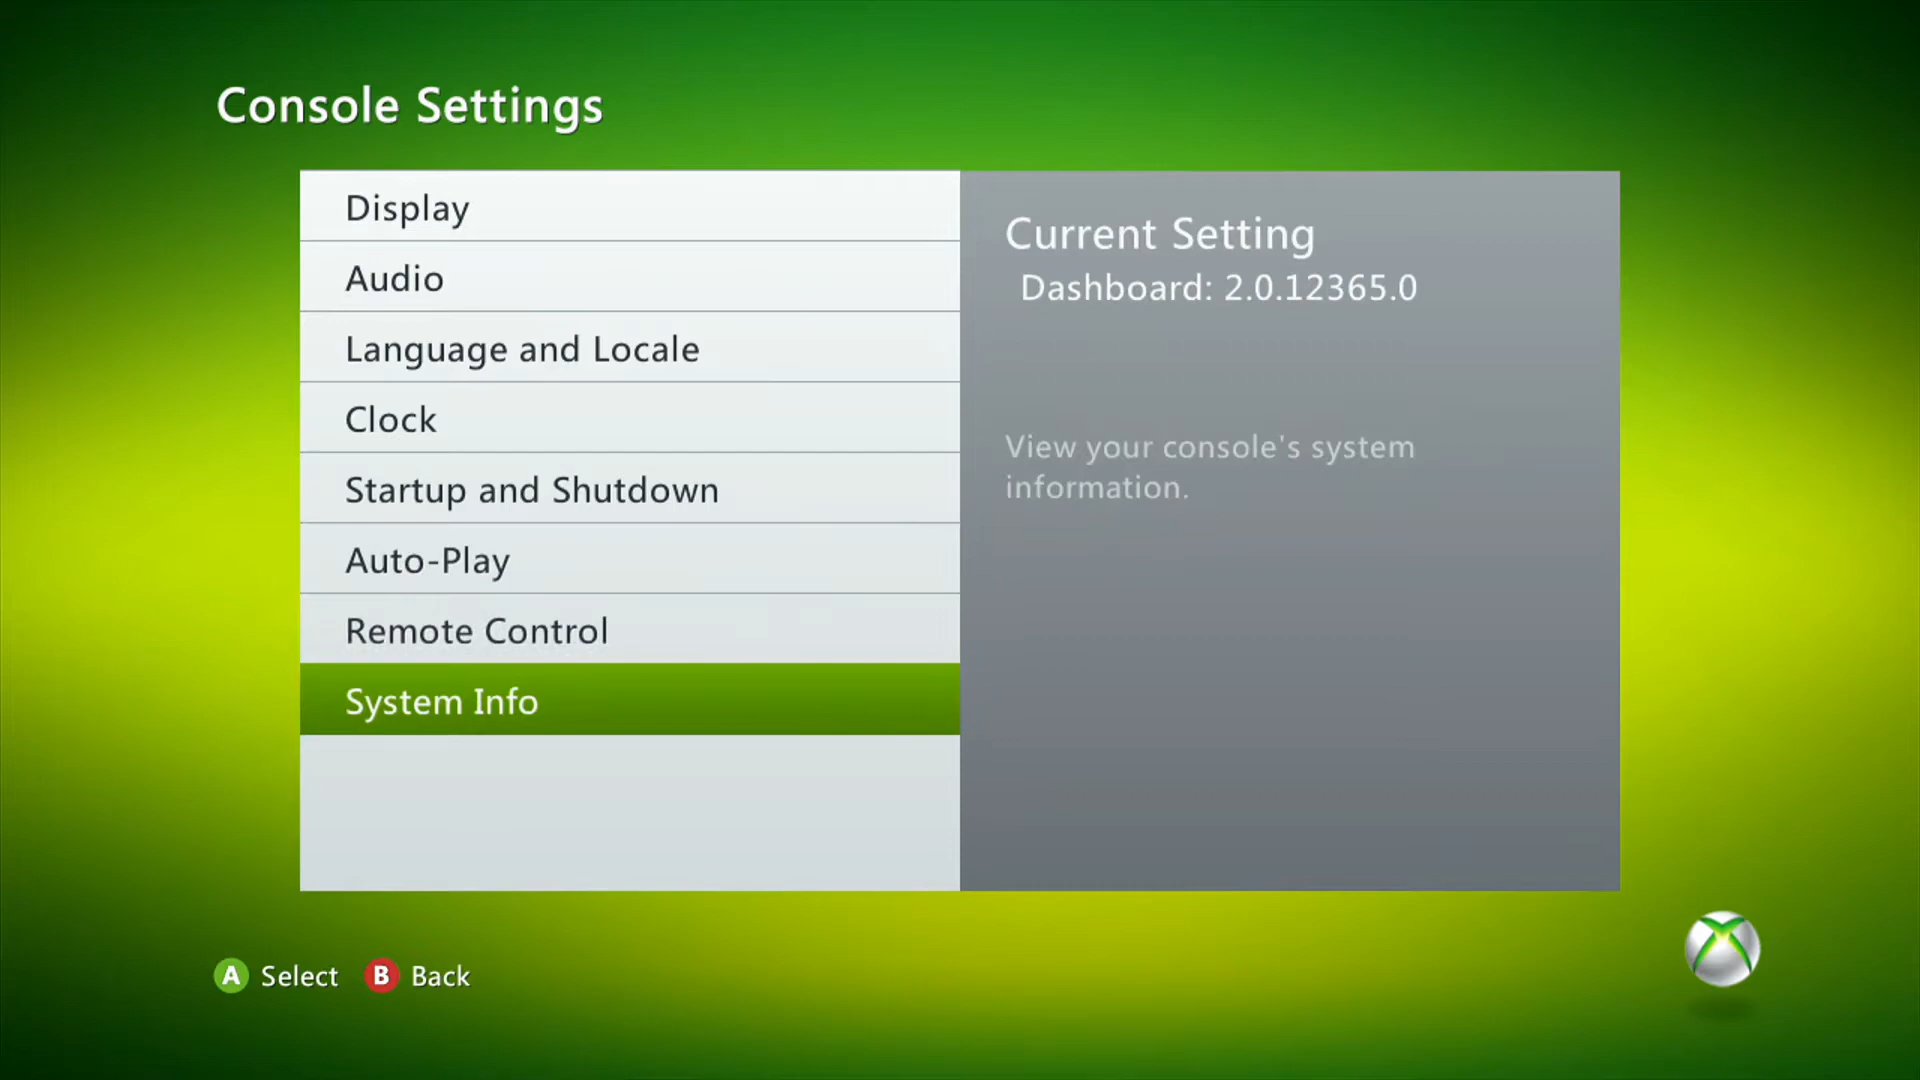 Console Settings
Display
Audio
Language and Locale
Clock
Startup and Shutdown
Auto-Play
Remote Control
System Info
Current Setting
Dashboard: 2.0.12365.0
View your console's system
information.
A Select B Back